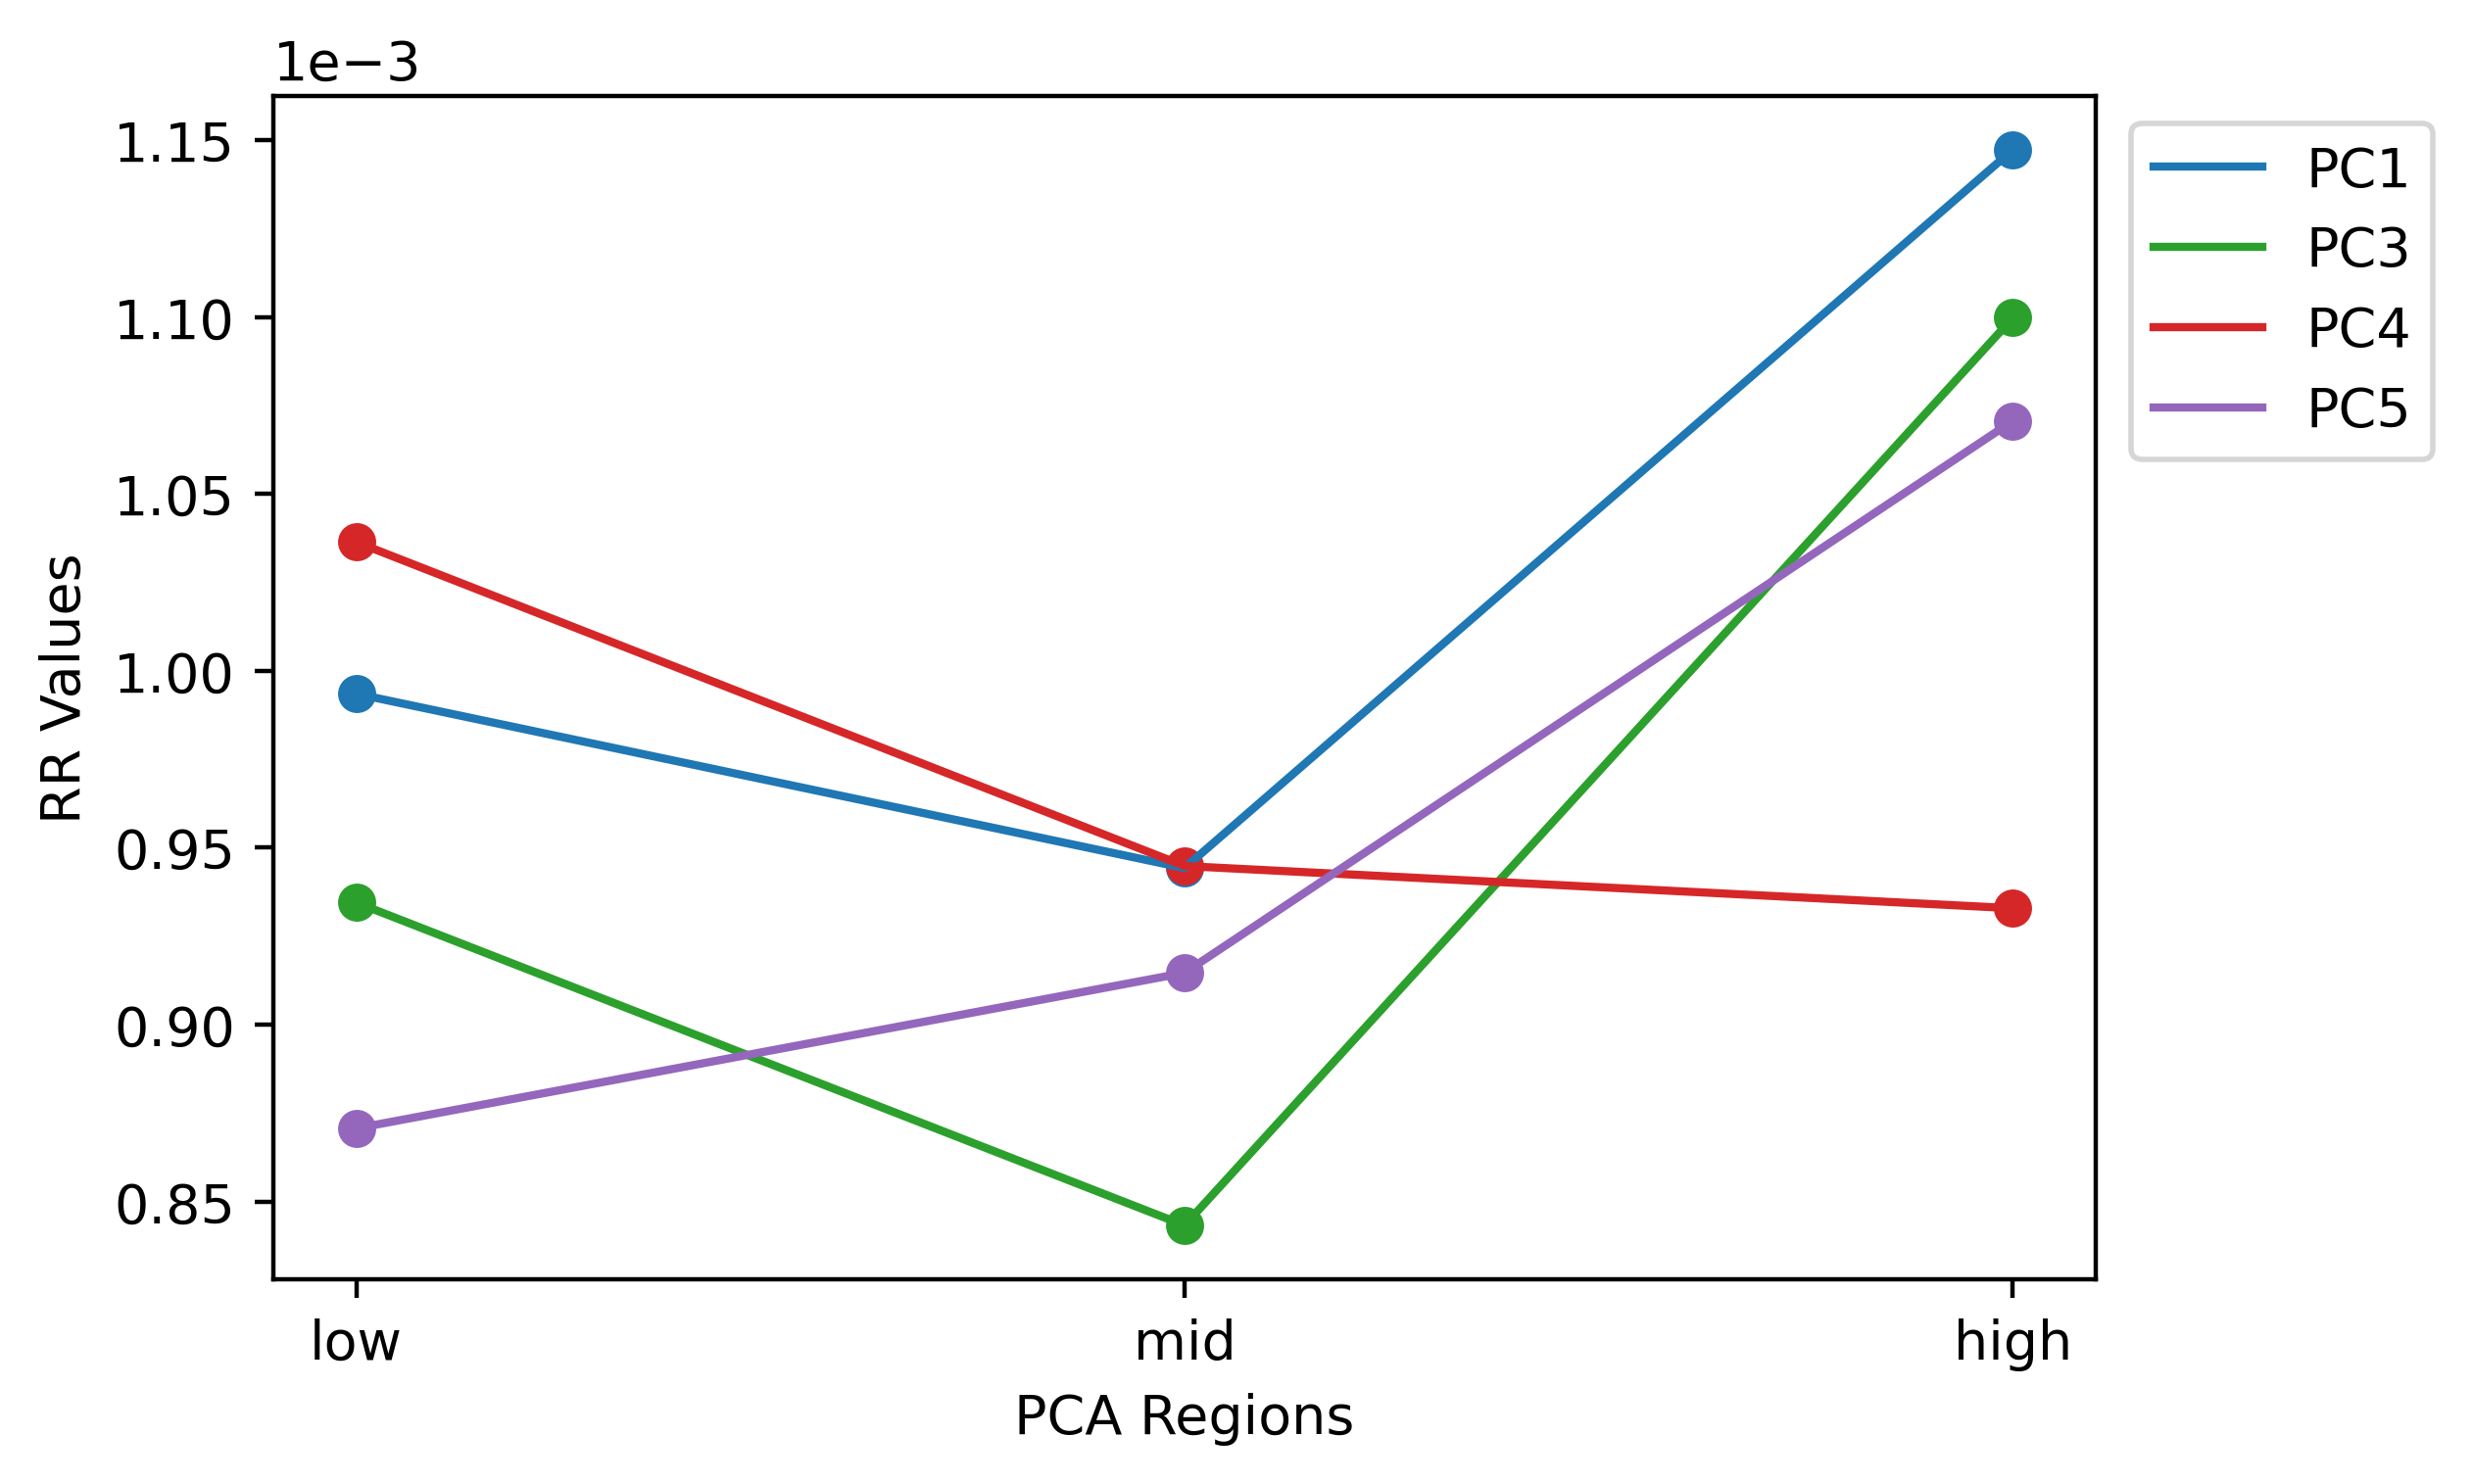 1e−3
1.15
1.10
1.05
1.00
0.95
0.90
0.85
RR Values
low
mid
high
PCA Regions
PC1
PC3
PC4
PC5